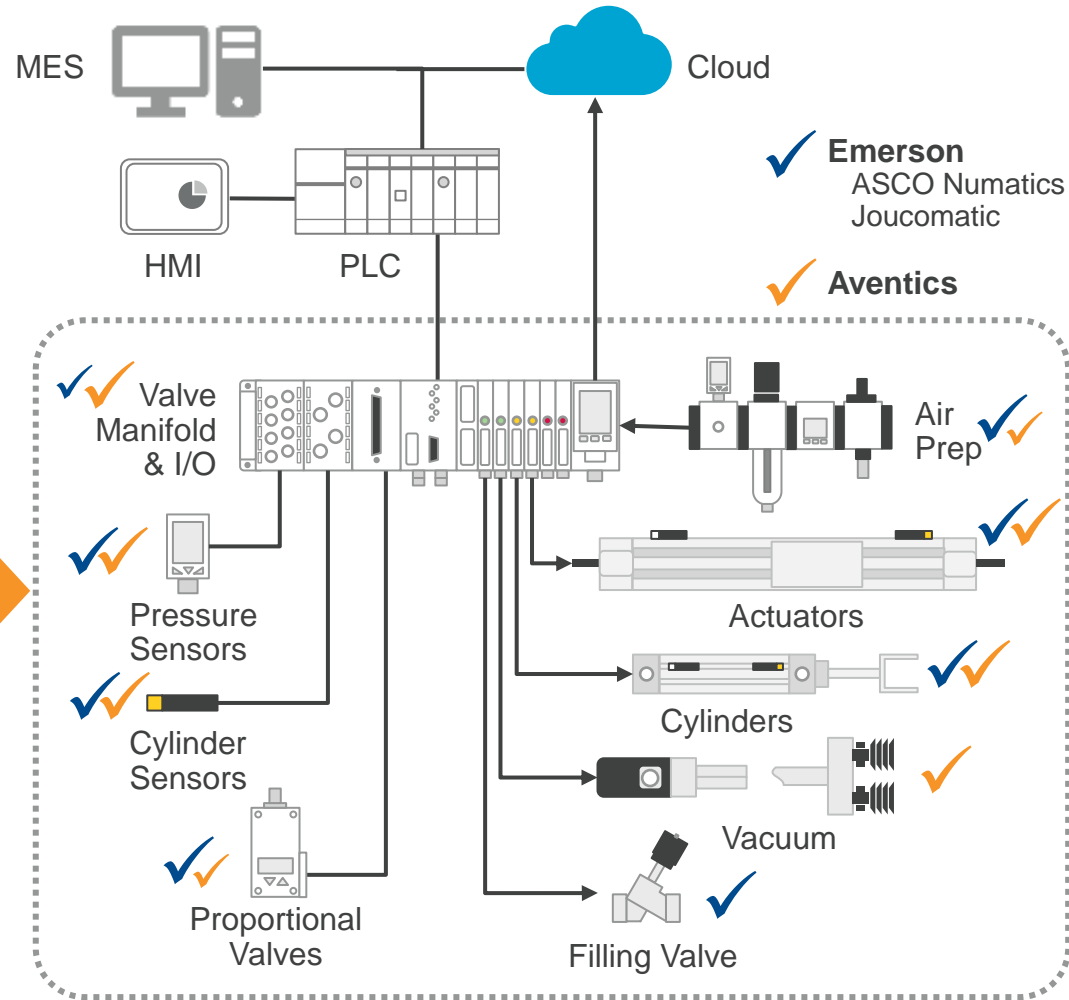 MES
Cloud
Emerson
ASCO Numatics
Joucomatic
HMI
PLC
Aventics
Valve
Manifold
& I/O
Air
Prep
Pressure
Sensors
Actuators
Cylinder
Sensors
Cylinders
Vacuum
Proportional
Valves
Filling Valve